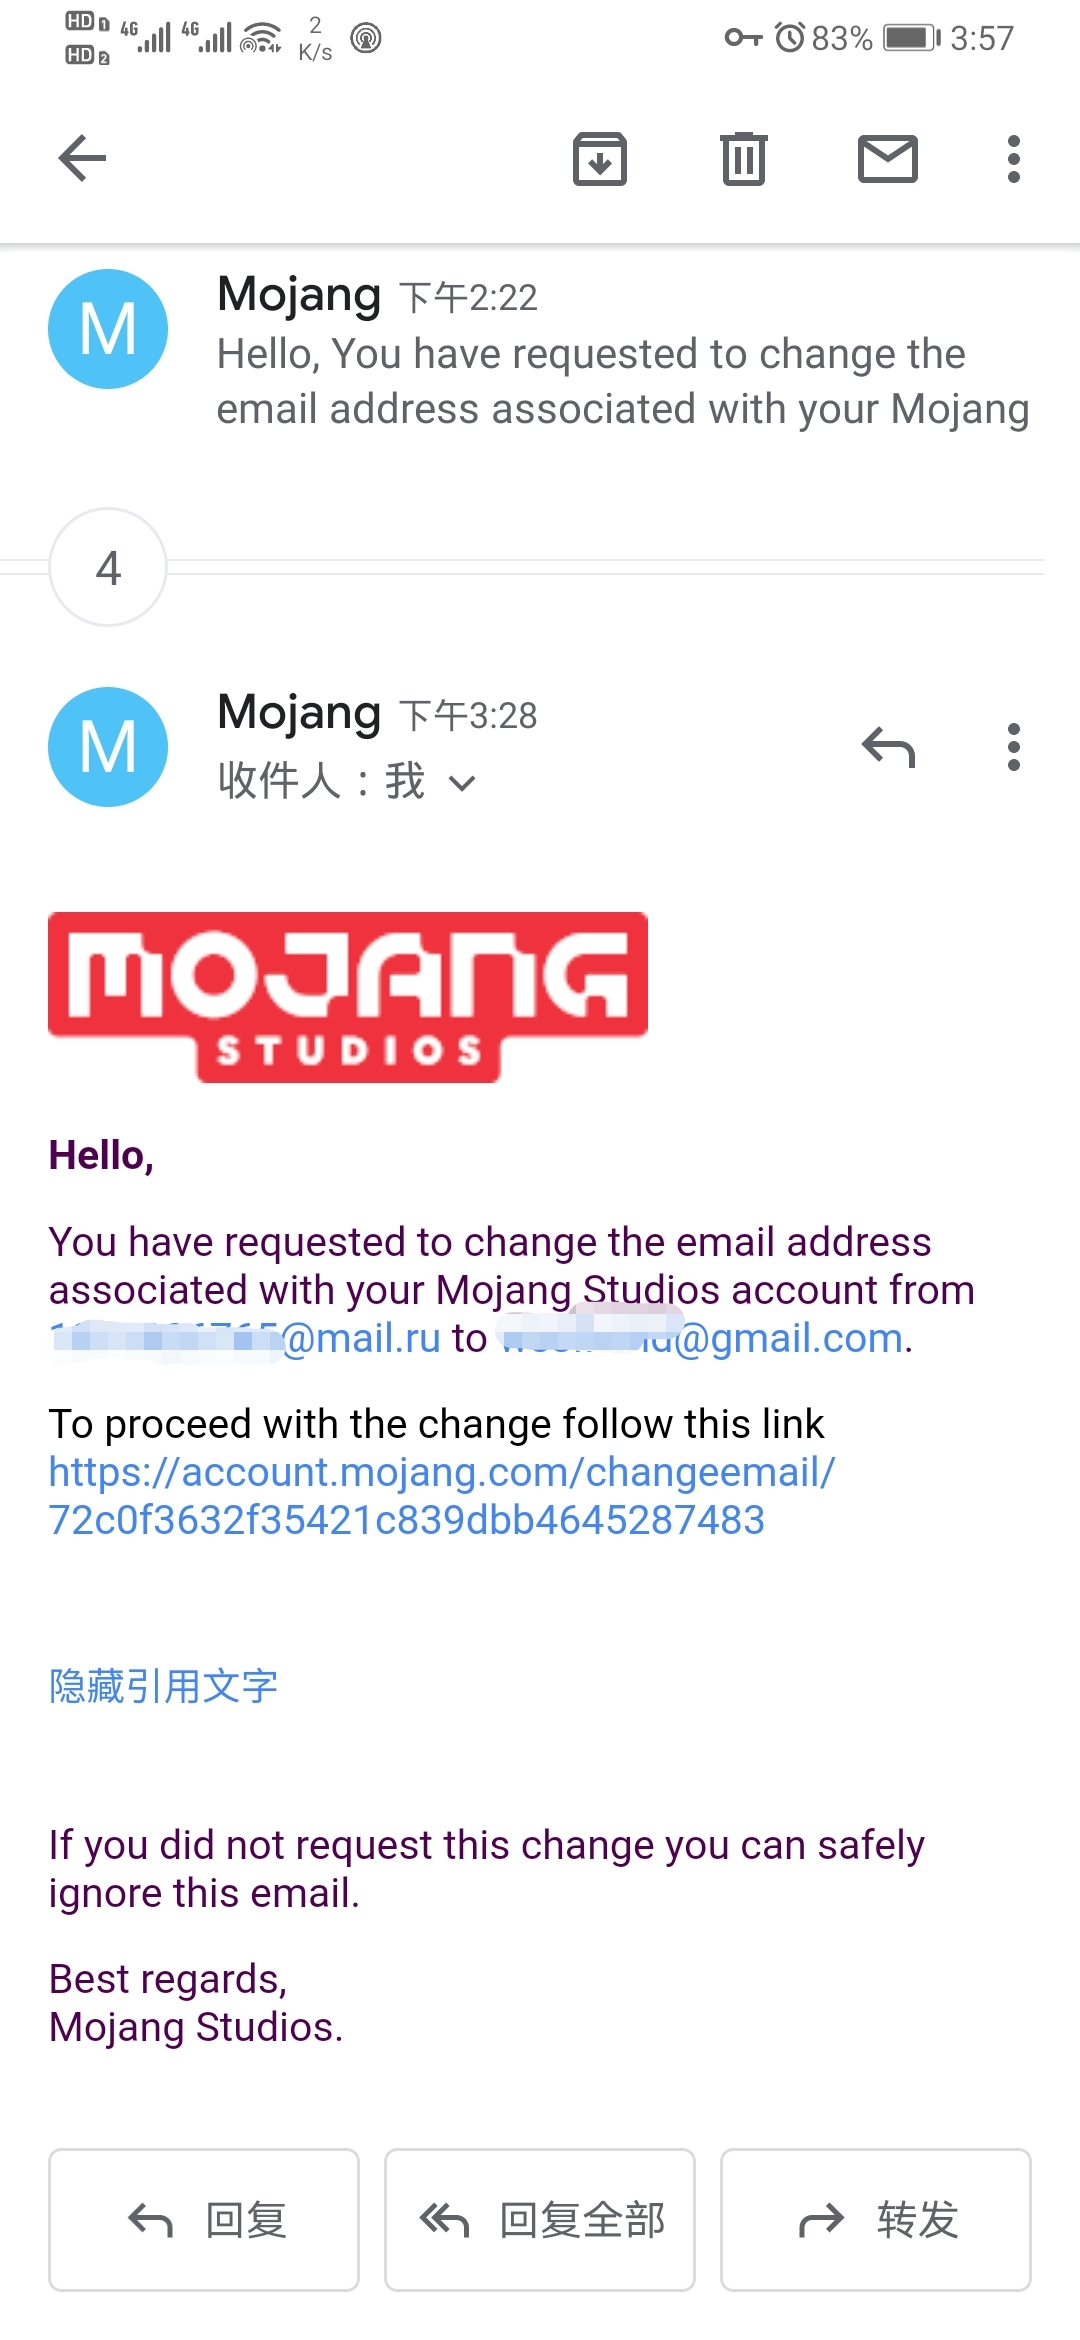 HD 1 4G 4G 2 83% 3:57
HD 2 K/s
Mojang 下午2:22
Hello, You have requested to change the
email address associated with your Mojang
4
M
M
Mojang 下午3:28
收件人：我
MOJANG
STUDIOS
Hello,
You have requested to change the email address
associated with your Mojang Studios account from
@mail.ru to @gmail.com.
To proceed with the change follow this link
https://account.mojang.com/changeemail/
72c0f3632f35421c839dbb4645287483
隐藏引用文字
If you did not request this change you can safely
ignore this email.
Best regards,
Mojang Studios.
回复
回复全部
转发